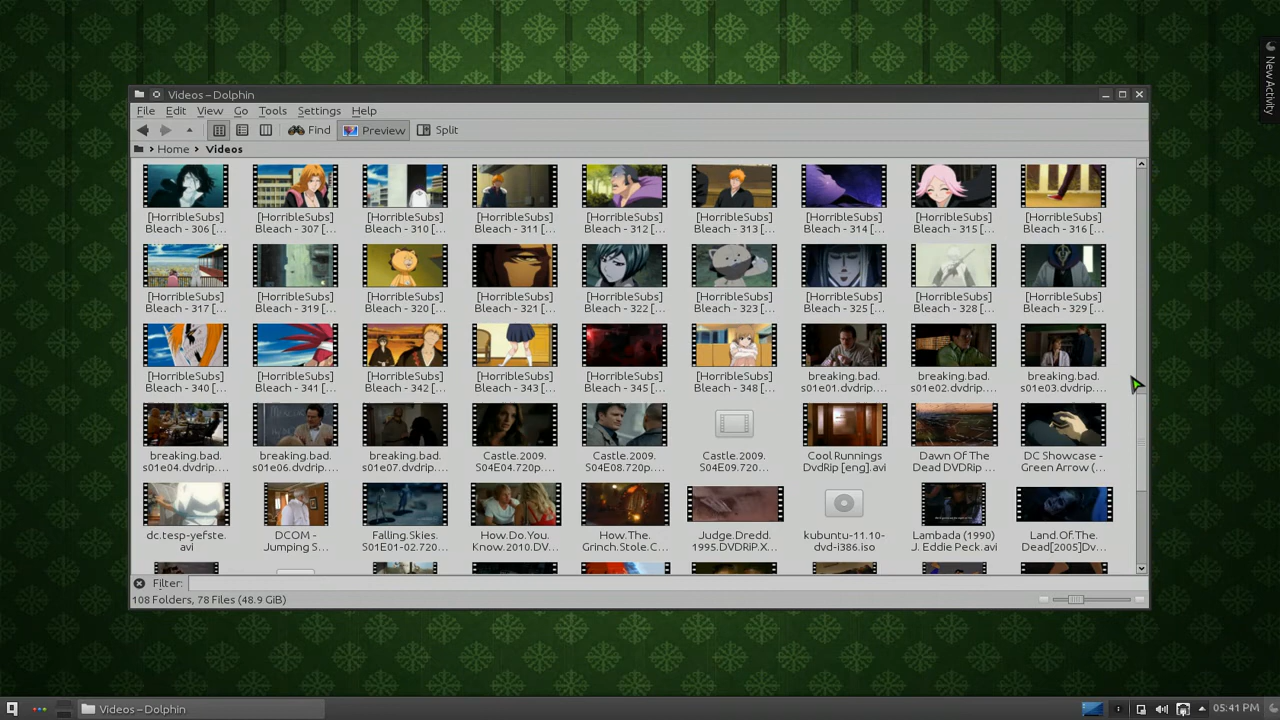 New Activity
Videos – Dolphin
File Edit View Go Tools Settings Help
Find Preview Split
Home Videos
[HorribleSubs] Bleach - 306 [...
[HorribleSubs] Bleach - 307 [...
[HorribleSubs] Bleach - 310 [...
[HorribleSubs] Bleach - 311 [...
[HorribleSubs] Bleach - 312 [...
[HorribleSubs] Bleach - 313 [...
[HorribleSubs] Bleach - 314 [...
[HorribleSubs] Bleach - 315 [...
[HorribleSubs] Bleach - 316 [...
[HorribleSubs] Bleach - 317 [...
[HorribleSubs] Bleach - 319 [...
[HorribleSubs] Bleach - 320 [...
[HorribleSubs] Bleach - 321 [...
[HorribleSubs] Bleach - 322 [...
[HorribleSubs] Bleach - 323 [...
[HorribleSubs] Bleach - 325 [...
[HorribleSubs] Bleach - 328 [...
[HorribleSubs] Bleach - 329 [...
[HorribleSubs] Bleach - 340 [...
[HorribleSubs] Bleach - 341 [...
[HorribleSubs] Bleach - 342 [...
[HorribleSubs] Bleach - 343 [...
[HorribleSubs] Bleach - 345 [...
[HorribleSubs] Bleach - 348 [...
breaking.bad. s01e01.dvdrip....
breaking.bad. s01e02.dvdrip....
breaking.bad. s01e03.dvdrip....
breaking.bad. s01e04.dvdrip....
breaking.bad. s01e06.dvdrip....
breaking.bad. s01e07.dvdrip....
Castle.2009. S04E04.720p....
Castle.2009. S04E08.720p....
Castle.2009. S04E09.720...
Cool Runnings DvdRip [eng].avi
Dawn Of The Dead DVDRip ...
DC Showcase - Green Arrow (...
dc.tesp-yefste. avi
DCOM - Jumping S...
Falling.Skies. S01E01-02.720...
How.Do.You. Know.2010.DV...
How.The. Grinch.Stole.C...
Judge.Dredd. 1995.DVDRiP.X...
kubuntu-11.10- dvd-i386.iso
Lambada (1990) J. Eddie Peck.avi
Land.Of.The. Dead[2005]Dv...
Filter:
108 Folders, 78 Files (48.9 GiB)
Videos – Dolphin
05:41 PM